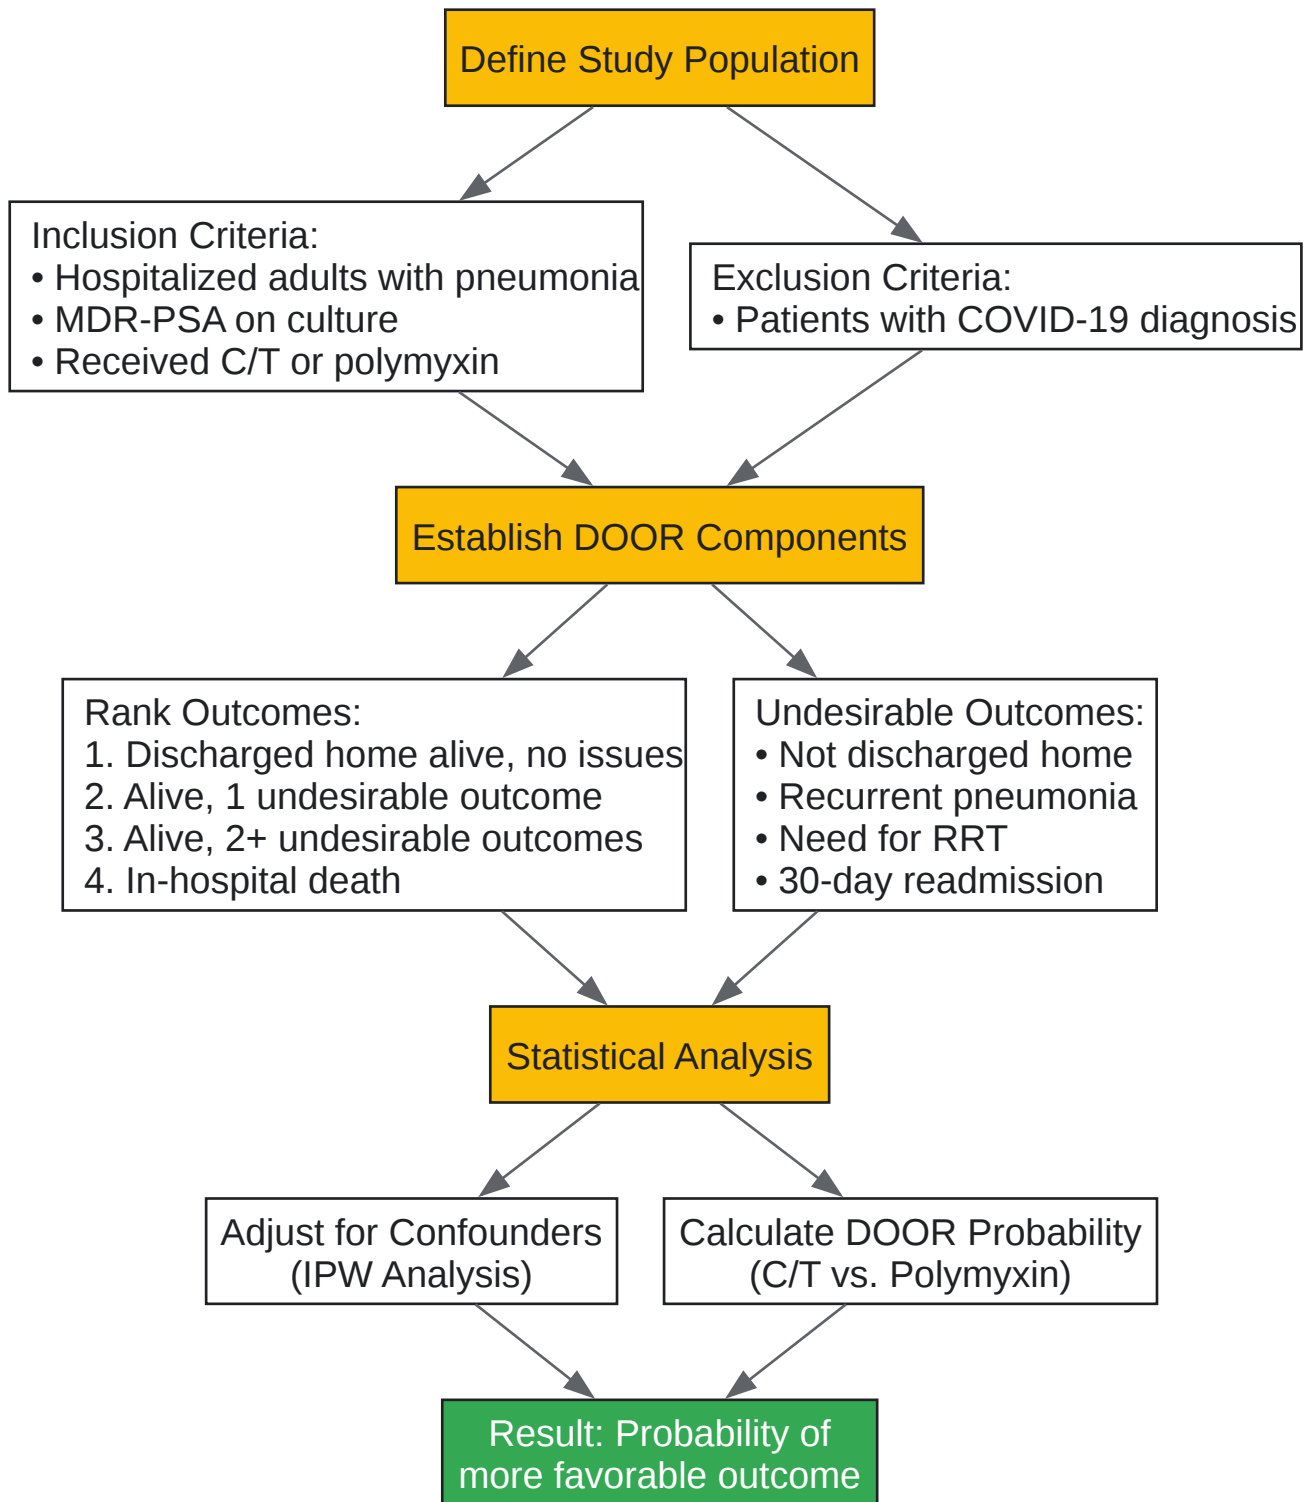 Define Study Population
Inclusion Criteria:
• Hospitalized adults with pneumonia
• MDR-PSA on culture
• Received C/T or polymyxin
Exclusion Criteria:
• Patients with COVID-19 diagnosis
Establish DOOR Components
Rank Outcomes:
1. Discharged home alive, no issues
2. Alive, 1 undesirable outcome
3. Alive, 2+ undesirable outcomes
4. In-hospital death
Undesirable Outcomes:
• Not discharged home
• Recurrent pneumonia
• Need for RRT
• 30-day readmission
Statistical Analysis
Adjust for Confounders
(IPW Analysis)
Calculate DOOR Probability
(C/T vs. Polymyxin)
Result: Probability of
more favorable outcome